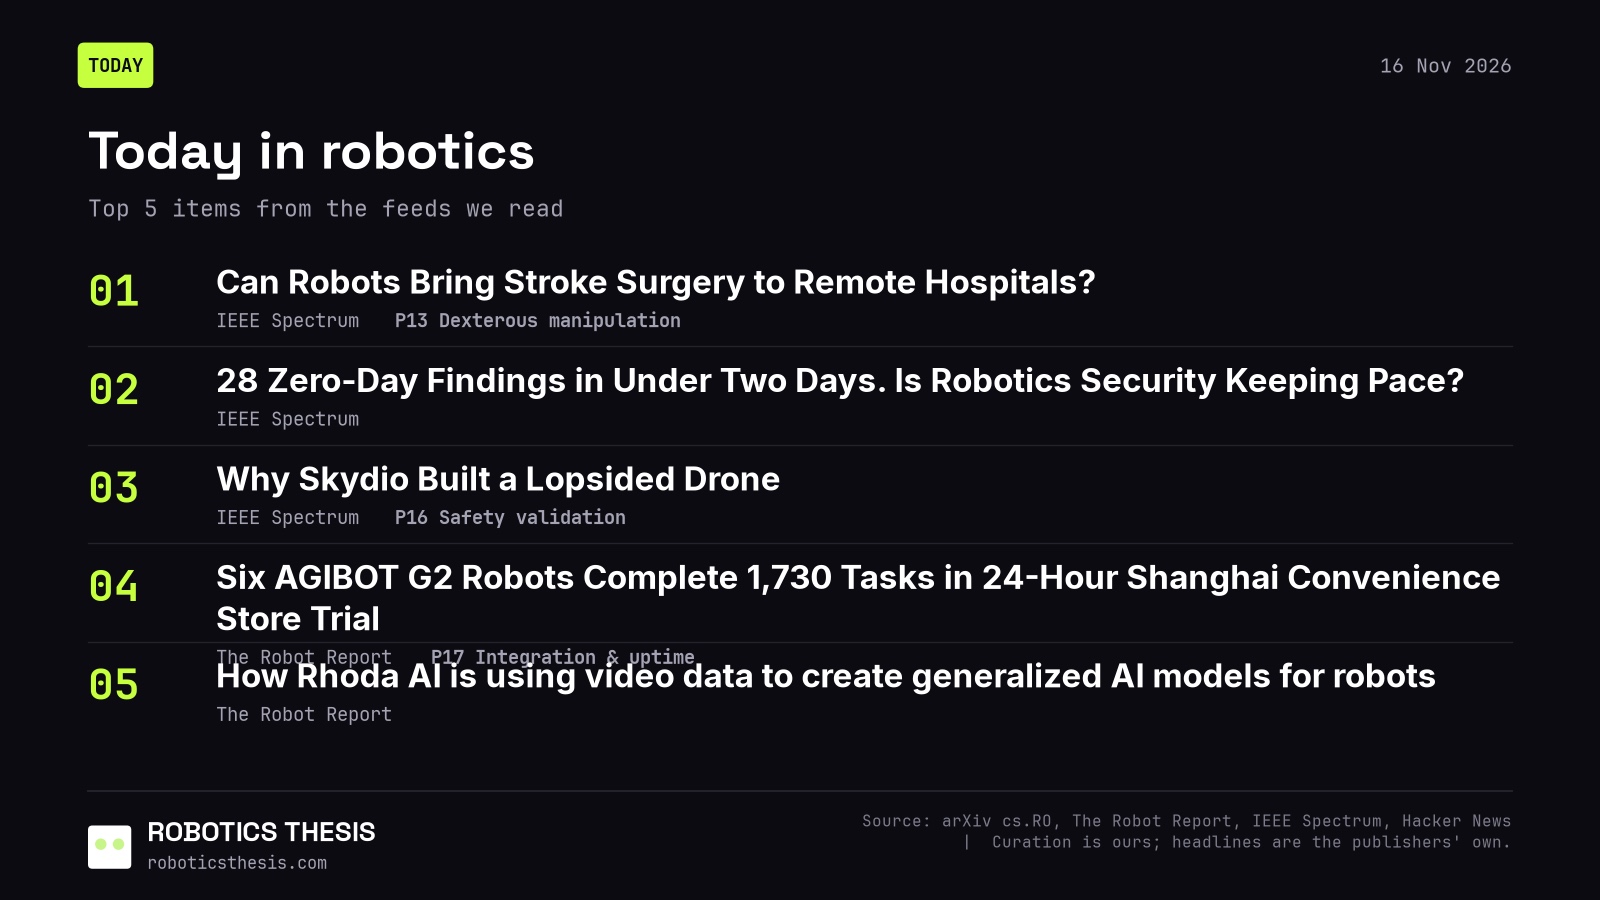 TODAY
16 Nov 2026
Today in robotics
Top 5 items from the feeds we read
01
Can Robots Bring Stroke Surgery to Remote Hospitals?
IEEE Spectrum P13 Dexterous manipulation
02
28 Zero-Day Findings in Under Two Days. Is Robotics Security Keeping Pace?
IEEE Spectrum
03
Why Skydio Built a Lopsided Drone
IEEE Spectrum P16 Safety validation
04
Six AGIBOT G2 Robots Complete 1,730 Tasks in 24-Hour Shanghai Convenience
Store Trial
The Robot Report P17 Integration & uptime
05
How Rhoda AI is using video data to create generalized AI models for robots
The Robot Report
ROBOTICS THESIS
roboticsthesis.com
Source: arXiv cs.RO, The Robot Report, IEEE Spectrum, Hacker News
| Curation is ours; headlines are the publishers' own.